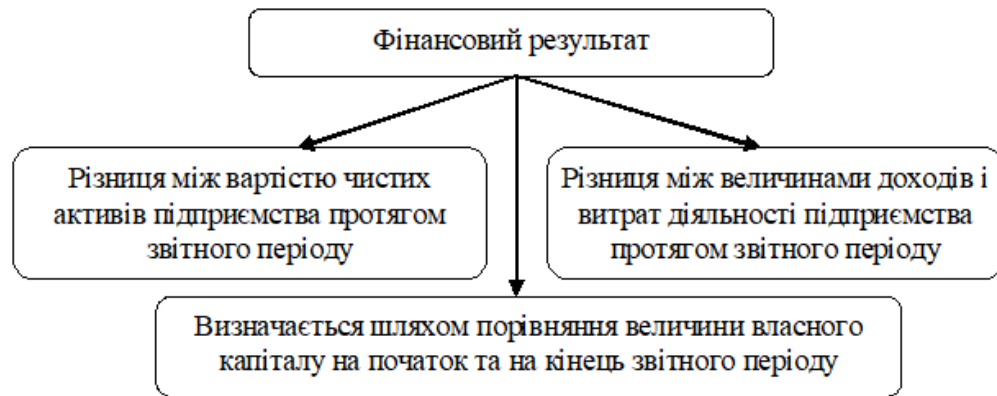 Фінансовий результат
Різниця між вартістю чистих
активів підприємства протягом
звітного періоду
Різниця між величинами доходів і
витрат діяльності підприємства
протягом звітного періоду
Визначається шляхом порівняння величини власного
капіталу на початок та на кінець звітного періоду